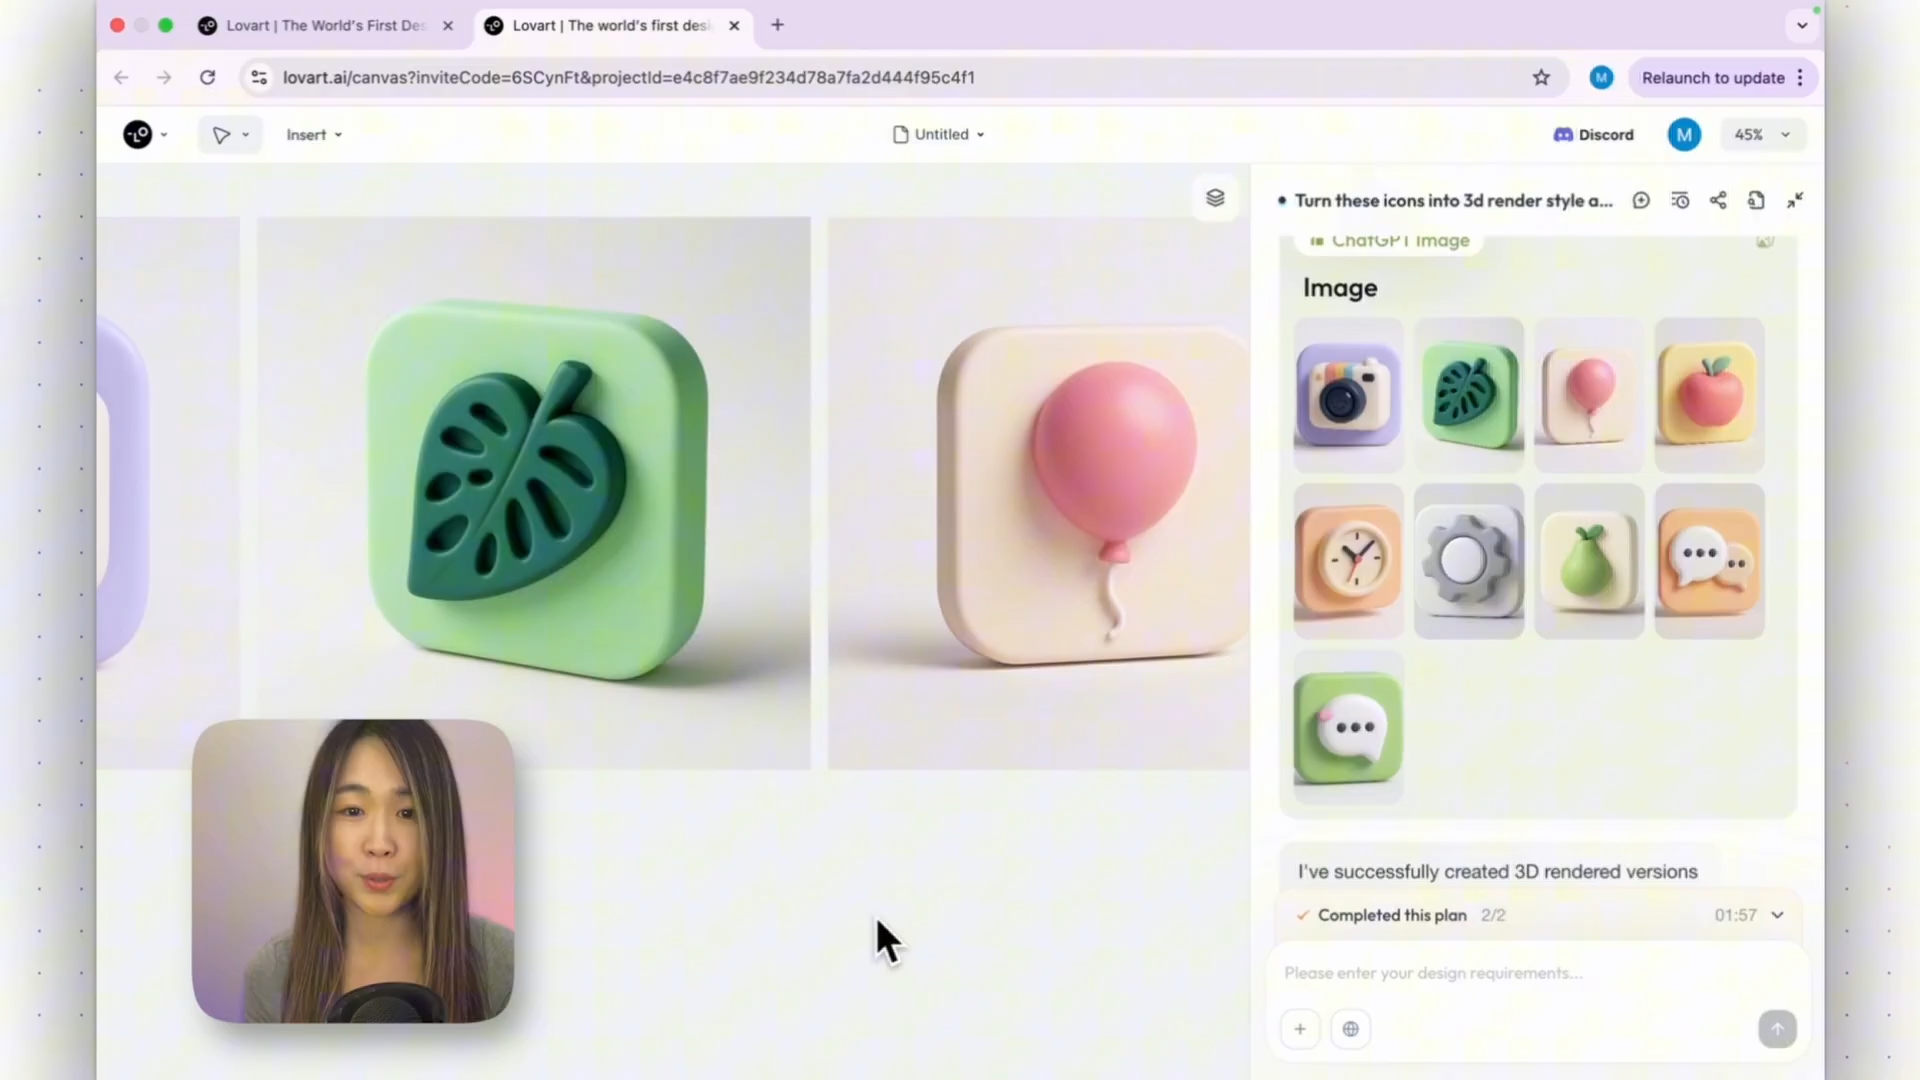 Lovart | The World's First Des
Lovart | The world's first desi
lovart.ai/canvas?inviteCode=6SCynFt&projectId=e4c8f7ae9f234d78a7fa2d444f95c4f1
M
Relaunch to update
Insert
Untitled
Discord
M
45%
Turn these icons into 3d render style a...
ChatGPT Image
Image
I've successfully created 3D rendered versions
Completed this plan 2/2
01:57
Please enter your design requirements...